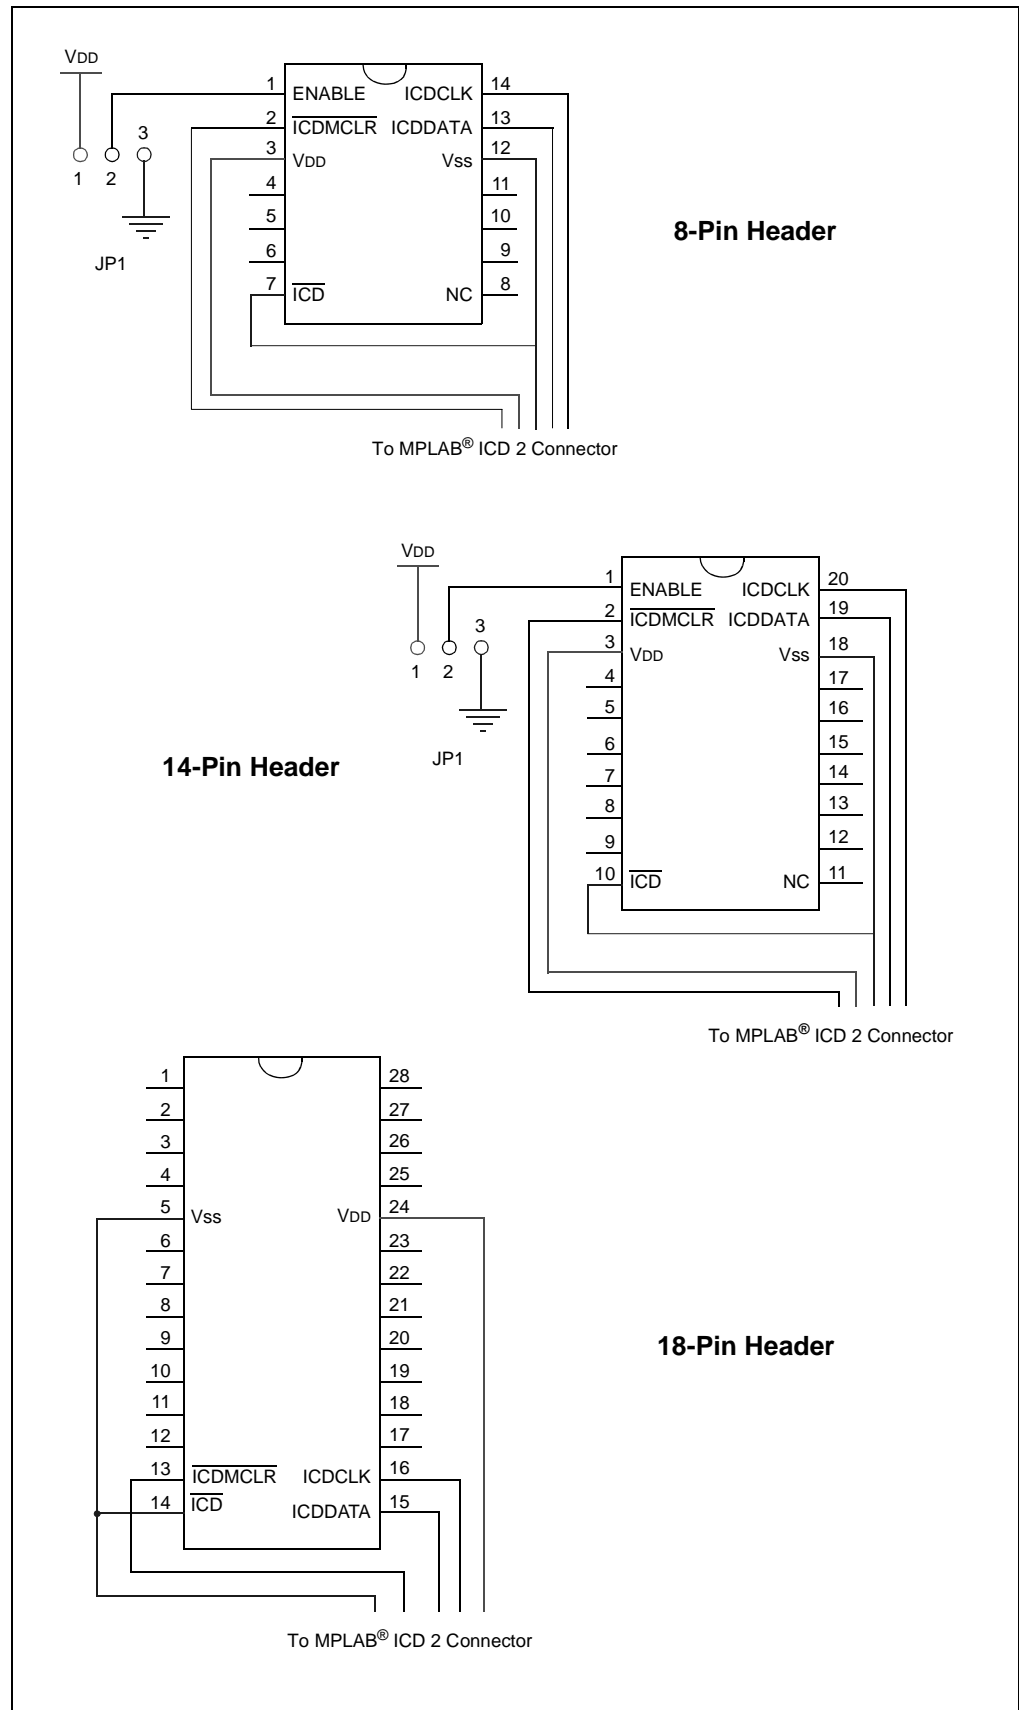 VDD
1 ENABLE ICDCLK 14
2 ICDMCLR ICDDATA 13
3 VDD VSS 12
4 11
5 10
6 9
7 ICD NC 8
3
1 2
JP1
8-Pin Header
To MPLAB® ICD 2 Connector
VDD
1 ENABLE ICDCLK 20
2 ICDMCLR ICDDATA 19
3 VDD VSS 18
4 17
5 16
6 15
7 14
8 13
9 12
10 ICD NC 11
3
1 2
JP1
14-Pin Header
To MPLAB® ICD 2 Connector
1 28
2 27
3 26
4 25
5 VSS VDD 24
6 23
7 22
8 21
9 20
10 19
11 18
12 17
13 ICDMCLR ICDCLK 16
14 ICD ICDDATA 15
18-Pin Header
To MPLAB® ICD 2 Connector